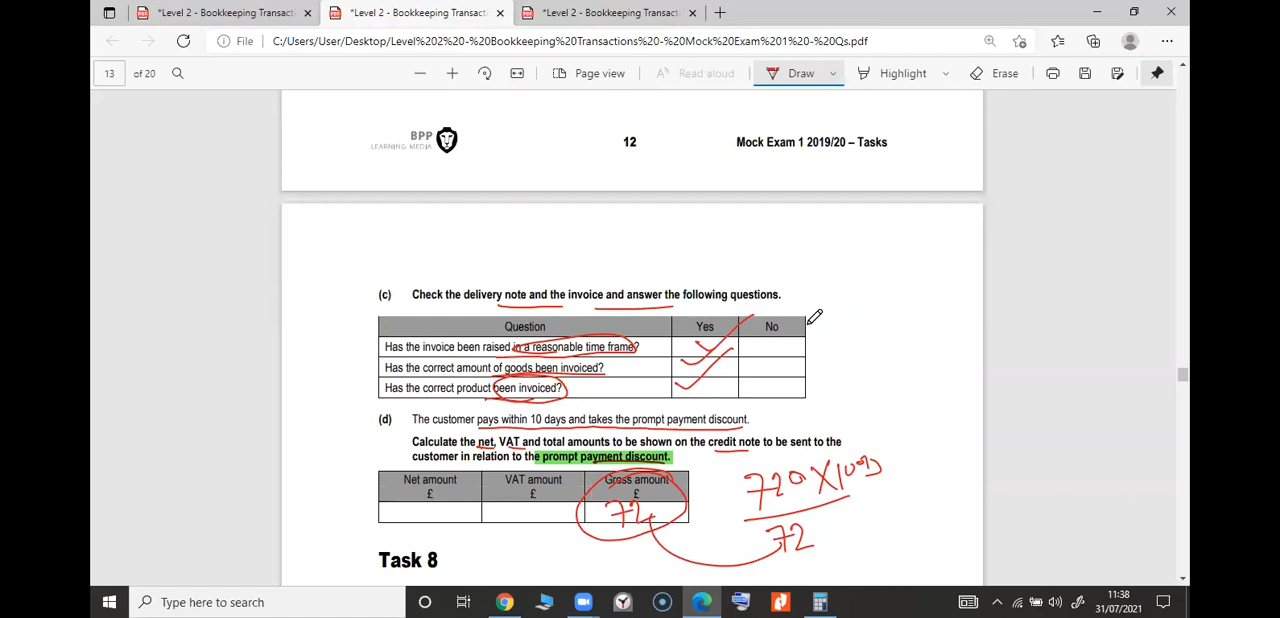 *Level 2 - Bookkeeping Transacti
*Level 2 - Bookkeeping Transacti
*Level 2 - Bookkeeping Transacti
File
C:/Users/User/Desktop/Level%202%20-%20Bookkeeping%20Transactions%20-%20Mock%20Exam%201%20-%20Qs.pdf
13 of 20
Page view
Read aloud
Draw
Highlight
Erase
BPP
LEARNING MEDIA
12
Mock Exam 1 2019/20 – Tasks
(c) Check the delivery note and the invoice and answer the following questions.
Question Yes No
Has the invoice been raised in a reasonable time frame?
Has the correct amount of goods been invoiced?
Has the correct product been invoiced?
(d) The customer pays within 10 days and takes the prompt payment discount.
Calculate the net, VAT and total amounts to be shown on the credit note to be sent to the
customer in relation to the prompt payment discount.
Net amount VAT amount Gross amount
£ £ £
72
720 X 10%
72
Task 8
Type here to search
11:38
31/07/2021